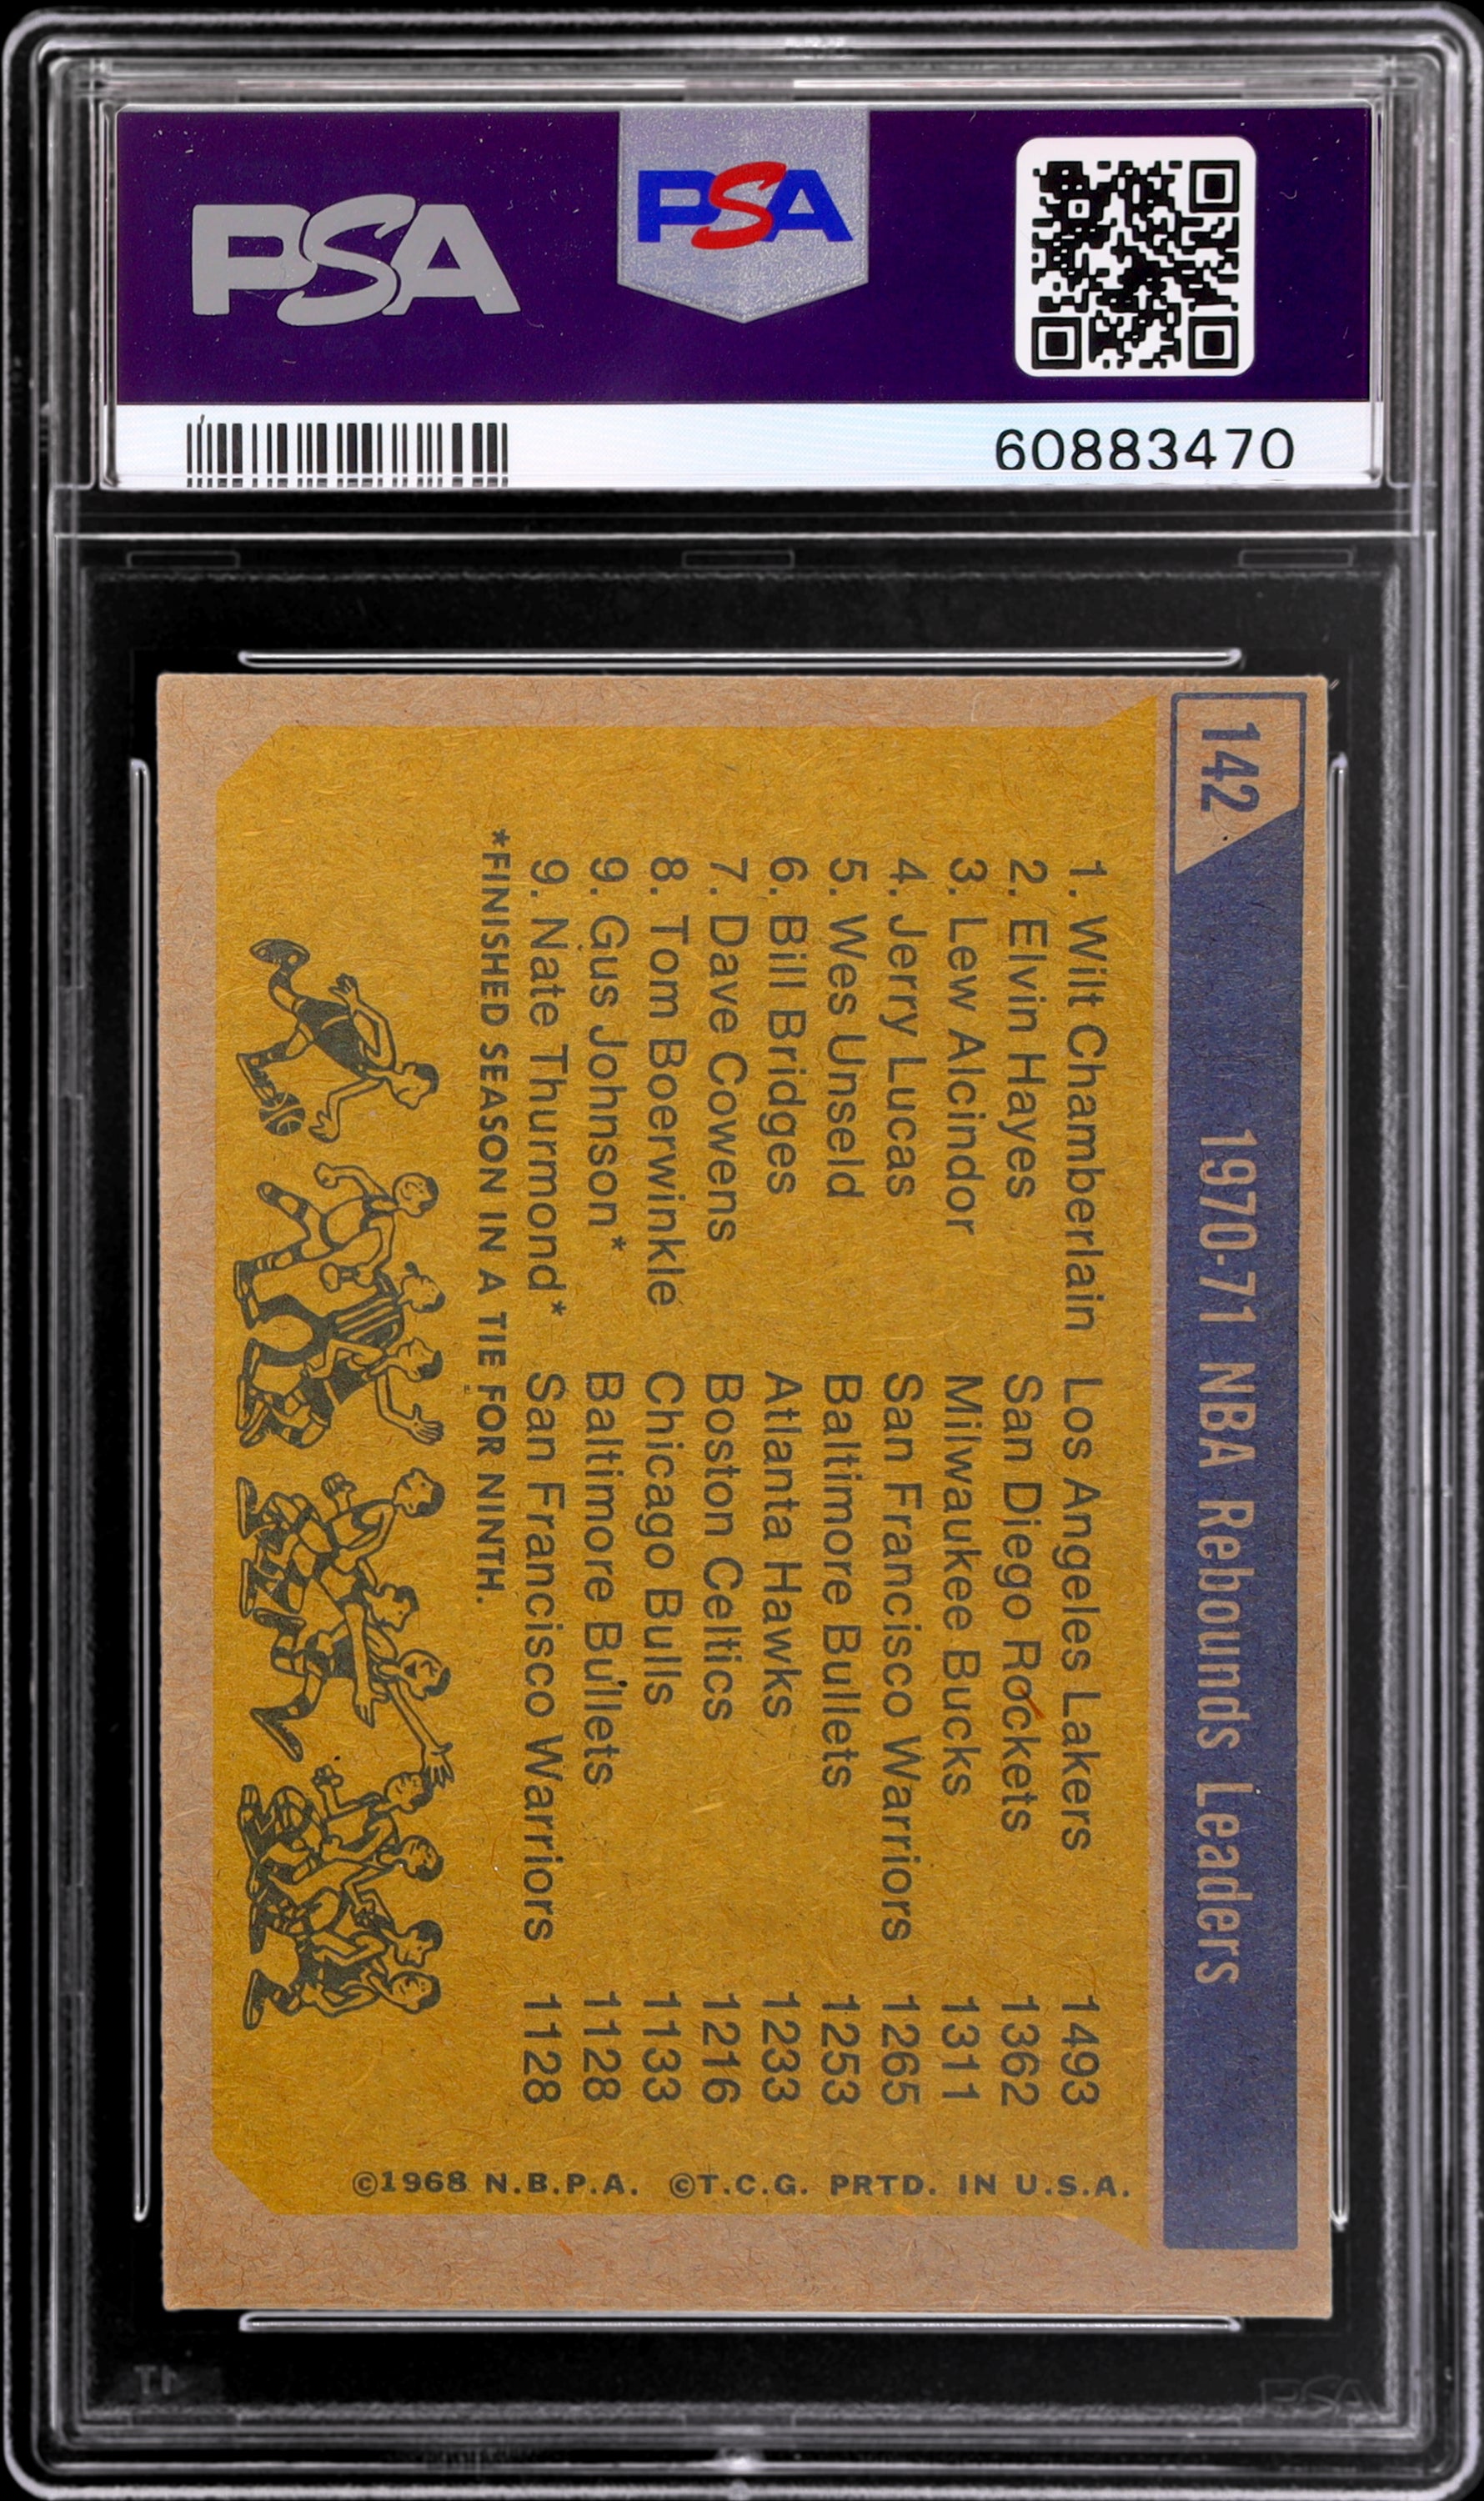 PSA
PSA
60883470
142
1970-71 NBA Rebounds Leaders
1. Wilt Chamberlain Los Angeles Lakers 1493
2. Elvin Hayes San Diego Rockets 1362
3. Lew Alcindor Milwaukee Bucks 1311
4. Jerry Lucas San Francisco Warriors 1265
5. Wes Unseld Baltimore Bullets 1253
6. Bill Bridges Atlanta Hawks 1233
7. Dave Cowens Boston Celtics 1216
8. Tom Boerwinkle Chicago Bulls 1133
9. Gus Johnson* Baltimore Bullets 1128
9. Nate Thurmond* San Francisco Warriors 1128
*FINISHED SEASON IN A TIE FOR NINTH.
©1968 N.B.P.A. ©T.C.G. PRTD. IN U.S.A.
PSA